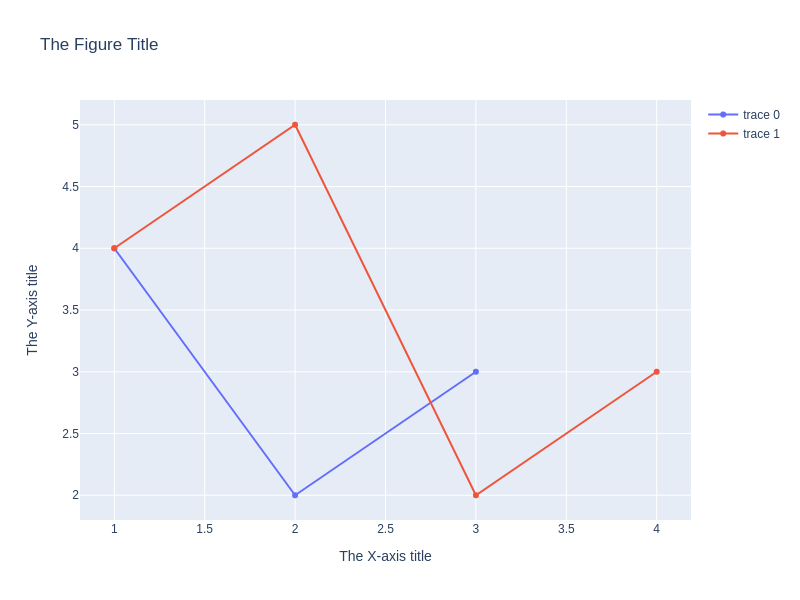 The Figure Title
trace 0
trace 1
5
4.5
4
3.5
3
2.5
2
The Y-axis title
1 1.5 2 2.5 3 3.5 4
The X-axis title